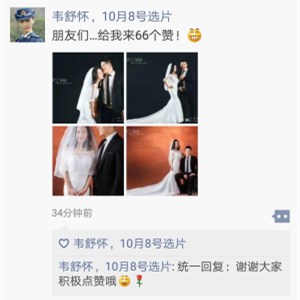 韦舒怀，10月8号选片
朋友们...给我来66个赞！😁
34分钟前
♡ 韦舒怀，10月8号选片
韦舒怀，10月8号选片: 统一回复：谢谢大家
积极点赞哦😄🌹